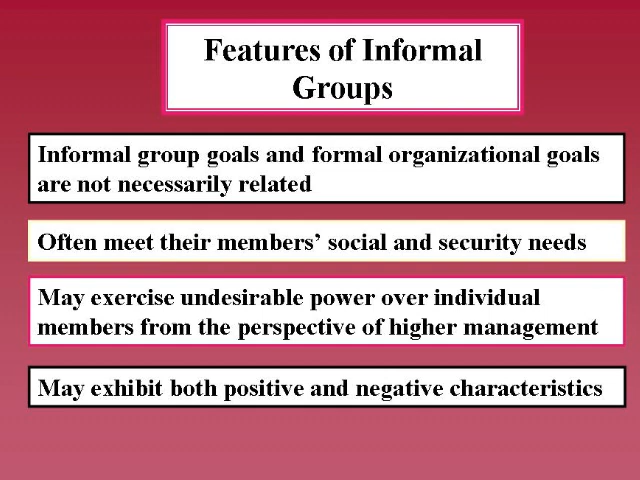 Features of Informal
Groups
Informal group goals and formal organizational goals
are not necessarily related
Often meet their members’ social and security needs
May exercise undesirable power over individual
members from the perspective of higher management
May exhibit both positive and negative characteristics